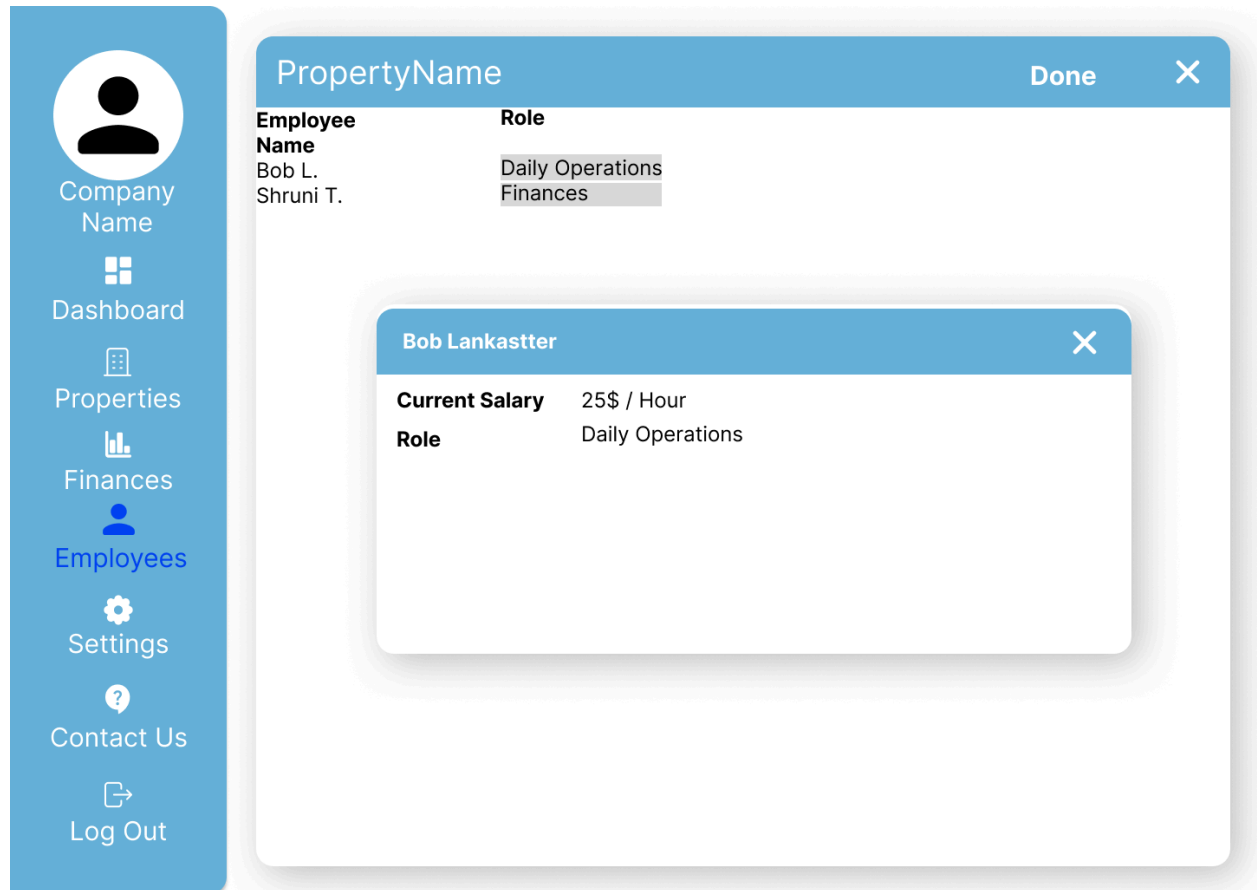 Company
Name
Dashboard
Properties
Finances
Employees
Settings
Contact Us
Log Out
PropertyName
Done
Employee
Name
Role
Bob L.
Daily Operations
Shruni T.
Finances
Bob Lankastter
Current Salary 25$ / Hour
Role Daily Operations